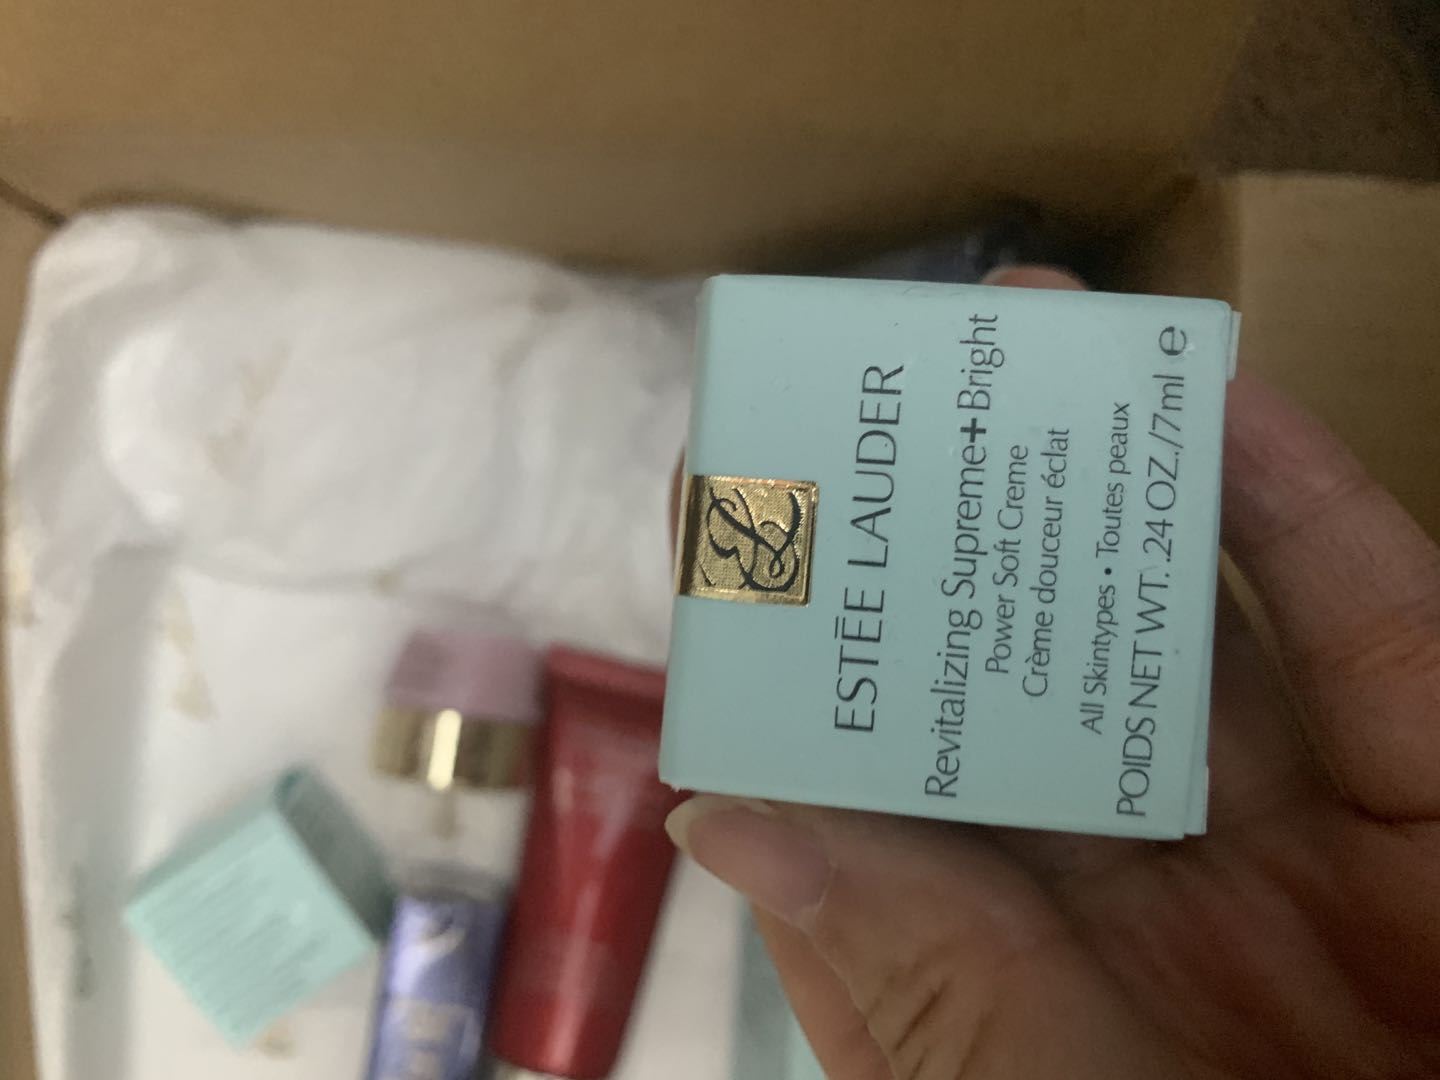 ESTĒE LAUDER
Revitalizing Supreme+Bright
Power Soft Creme
Crème douceur éclat
All Skintypes • Toutes peaux
POIDS NET WT. .24 OZ./7ml e